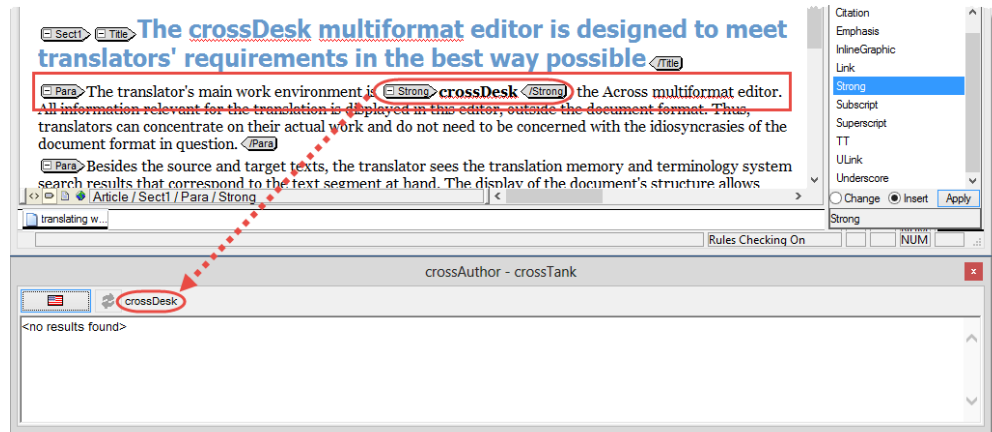 Sect1 Title The crossDesk multiformat editor is designed to meet
translators' requirements in the best way possible /Title
Para The translator's main work environment is Strong crossDesk /Strong, the Across multiformat editor.
All information relevant for the translation is displayed in this editor, outside the document format. Thus,
translators can concentrate on their actual work and do not need to be concerned with the idiosyncrasies of the
document format in question. /Para
Para Besides the source and target texts, the translator sees the translation memory and terminology system
search results that correspond to the text segment at hand. The display of the document's structure allows
Article / Sect1 / Para / Strong
translating w...
Citation
Emphasis
InlineGraphic
Link
Strong
Subscript
Superscript
TT
ULink
Underscore
Change Insert Apply
Strong
Rules Checking On NUM
crossAuthor - crossTank
crossDesk
<no results found>